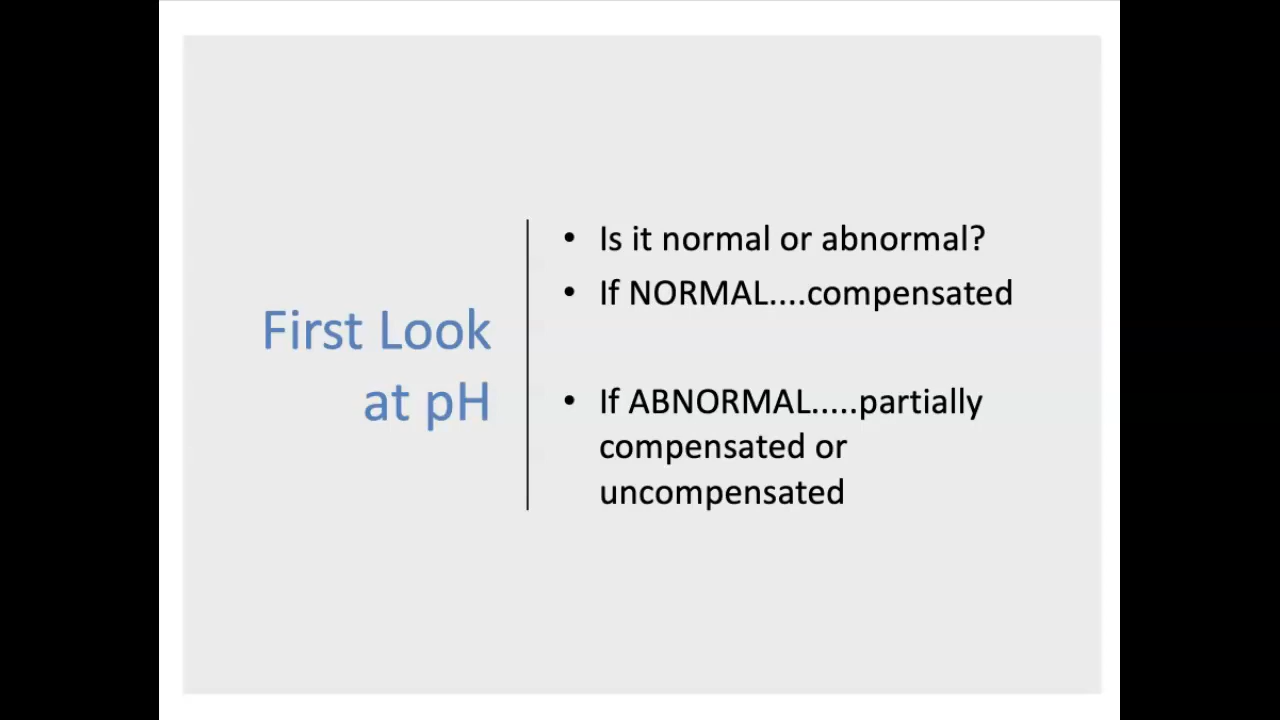 First Look
at pH
• Is it normal or abnormal?
• If NORMAL....compensated
• If ABNORMAL.....partially
compensated or
uncompensated